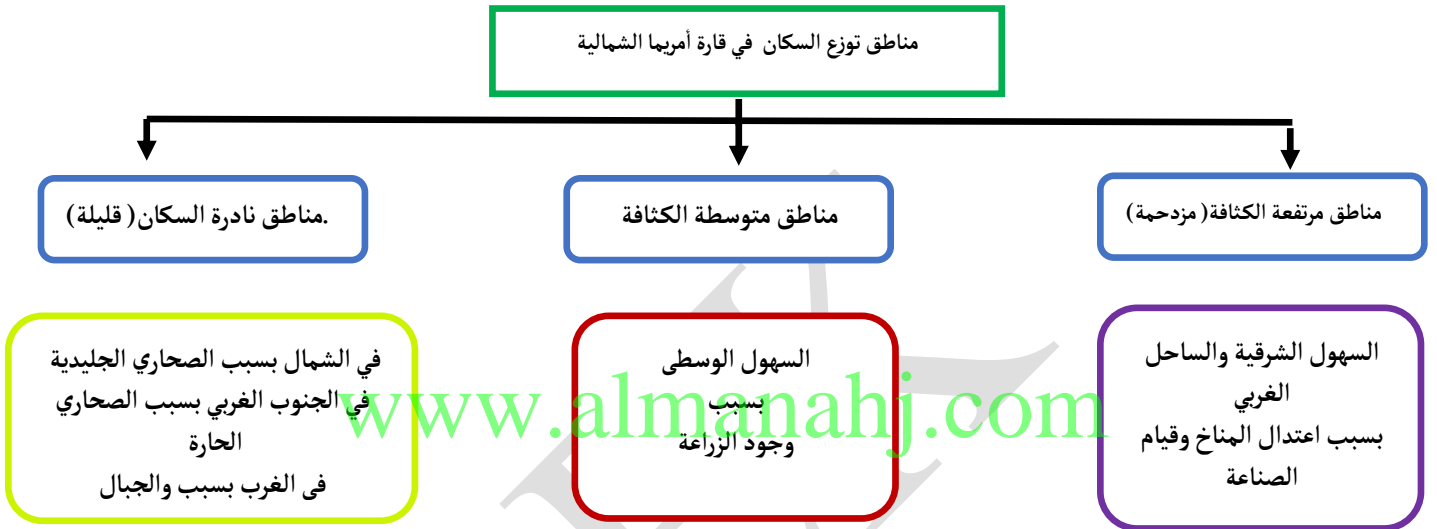 مناطق توزع السكان في قارة أمريما الشمالية
مناطق مرتفعة الكثافة( مزدحمة)
مناطق متوسطة الكثافة
.مناطق نادرة السكان( قليلة)
السهول الشرقية والساحل
الغربي
بسبب اعتدال المناخ وقيام
الصناعة
السهول الوسطى
بسبب
وجود الزراعة
في الشمال بسبب الصحاري الجليدية
في الجنوب الغربي بسبب الصحاري
الحارة
فى الغرب بسبب والجبال
www.almanahj.com